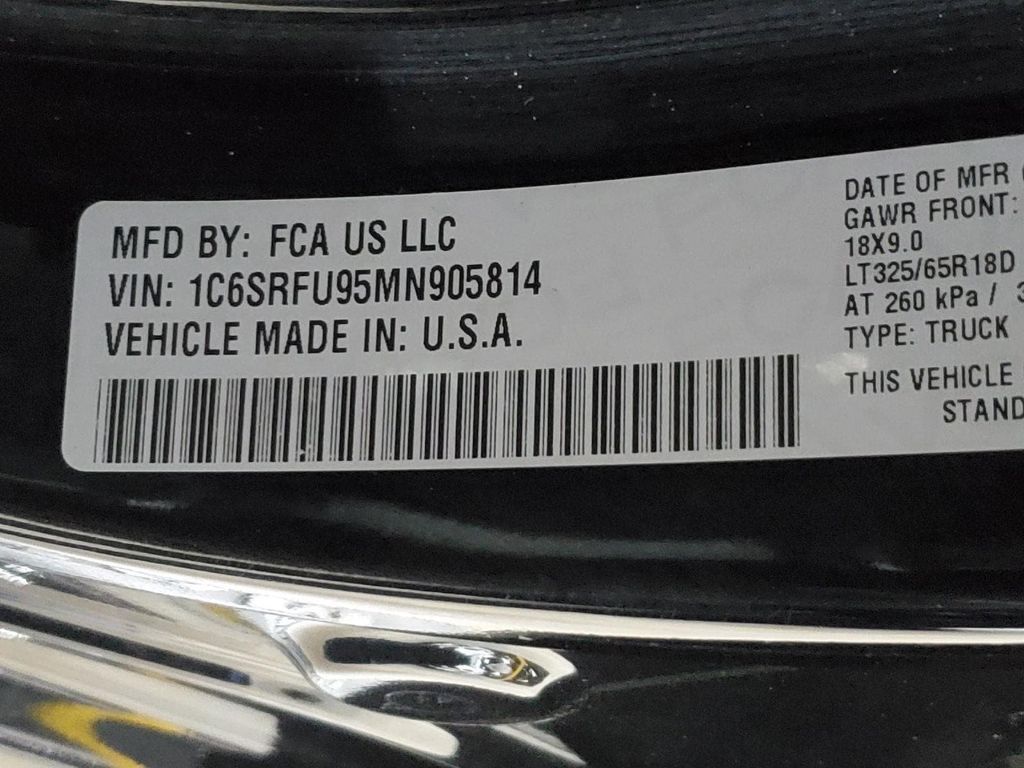 MFD BY: FCA US LLC
VIN: 1C6SRFU95MN905814
VEHICLE MADE IN: U.S.A.
DATE OF MFR
GAWR FRONT:
18X9.0
LT325/65R18D
AT 260 kPa /
TYPE: TRUCK
THIS VEHICLE
STAND